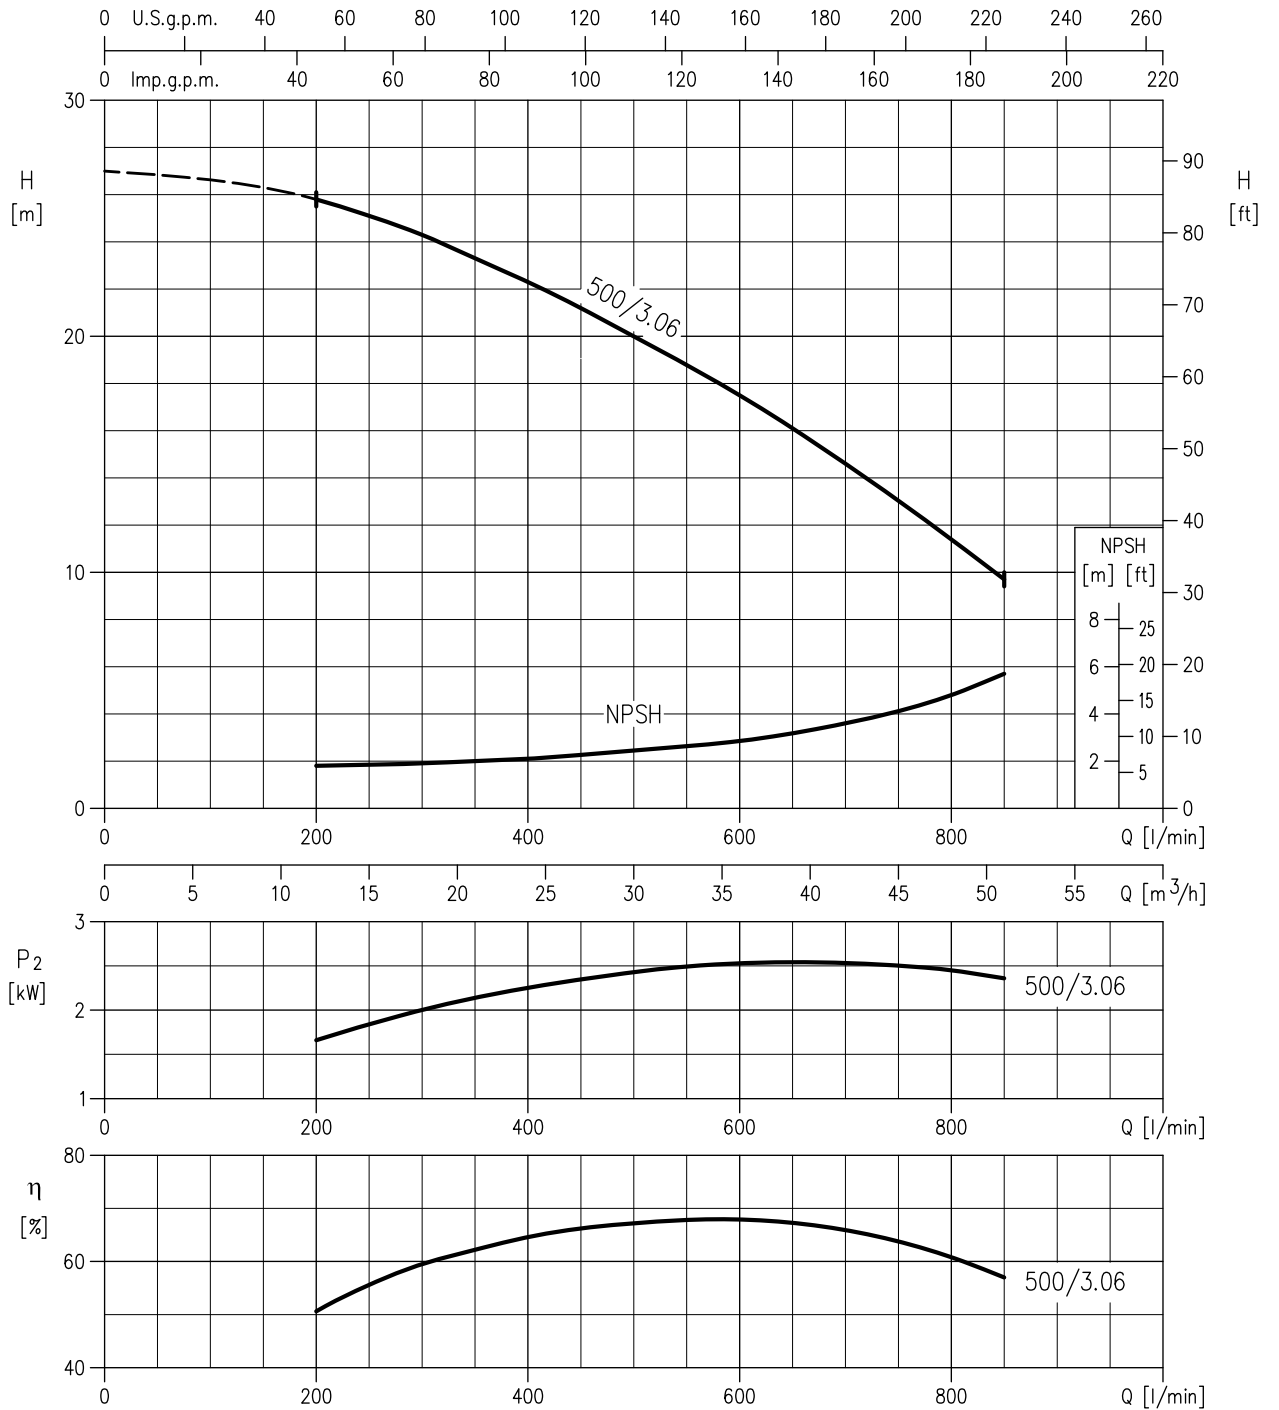 0 U.S.g.p.m. 40 60 80 100 120 140 160 180 200 220 240 260
0 Imp.g.p.m. 40 60 80 100 120 140 160 180 200 220
30
H
[m]
20
10
0
500/3.06
NPSH
90
H
[ft]
80
70
60
50
40
30
20
10
0
NPSH
[m] [ft]
8
25
6
20
15
4
10
2
5
0 200 400 600 800 Q [l/min]
0 5 10 15 20 25 30 35 40 45 50 55 Q [m³/h]
3
P2
[kW]
2
1
500/3.06
0 200 400 600 800 Q [l/min]
80
η
[%]
60
40
500/3.06
0 200 400 600 800 Q [l/min]